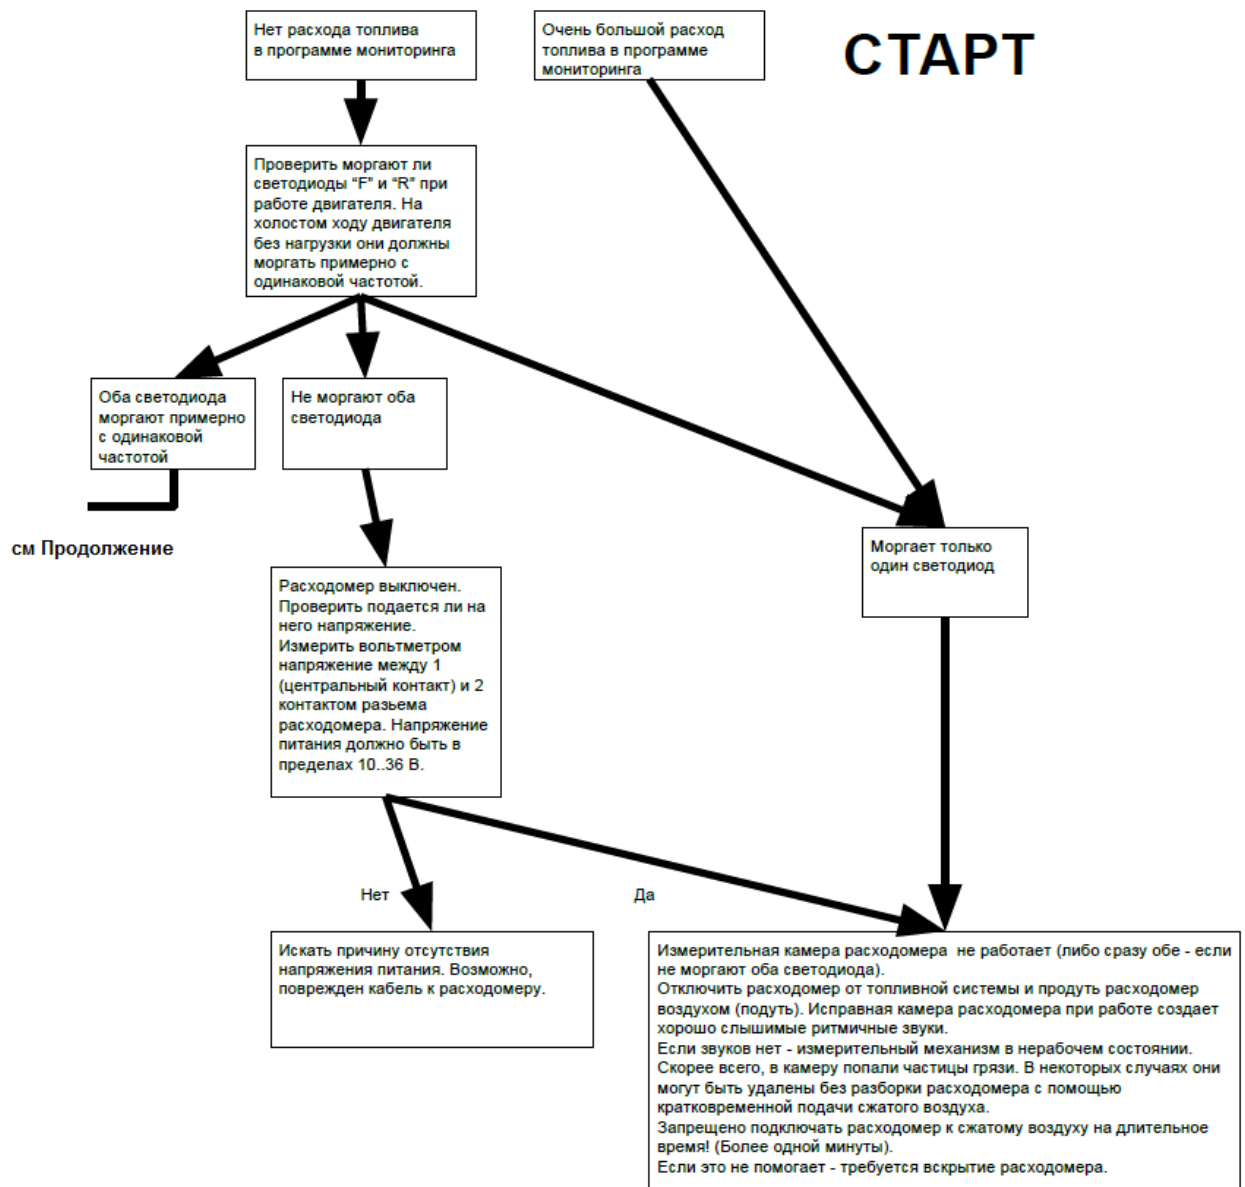 Нет расхода топлива
в программе мониторинга
Очень большой расход
топлива в программе
мониторинга
СТАРТ
Проверить моргают ли
светодиоды “F” и “R” при
работе двигателя. На
холостом ходу двигателя
без нагрузки они должны
моргать примерно с
одинаковой частотой.
Оба светодиода
моргают примерно
с одинаковой
частотой
Не моргают оба
светодиода
см Продолжение
Моргает только
один светодиод
Расходомер выключен.
Проверить подается ли на
него напряжение.
Измерить вольтметром
напряжение между 1
(центральный контакт) и 2
контактом разьема
расходомера. Напряжение
питания должно быть в
пределах 10..36 В.
Нет
Да
Искать причину отсутствия
напряжения питания. Возможно,
поврежден кабель к расходомеру.
Измерительная камера расходомера не работает (либо сразу обе - если
не моргают оба светодиода).
Отключить расходомер от топливной системы и продуть расходомер
воздухом (подуть). Исправная камера расходомера при работе создает
хорошо слышимые ритмичные звуки.
Если звуков нет - измерительный механизм в нерабочем состоянии.
Скорее всего, в камеру попали частицы грязи. В некоторых случаях они
могут быть удалены без разборки расходомера с помощью
кратковременной подачи сжатого воздуха.
Запрещено подключать расходомер к сжатому воздуху на длительное
время! (Более одной минуты).
Если это не помогает - требуется вскрытие расходомера.